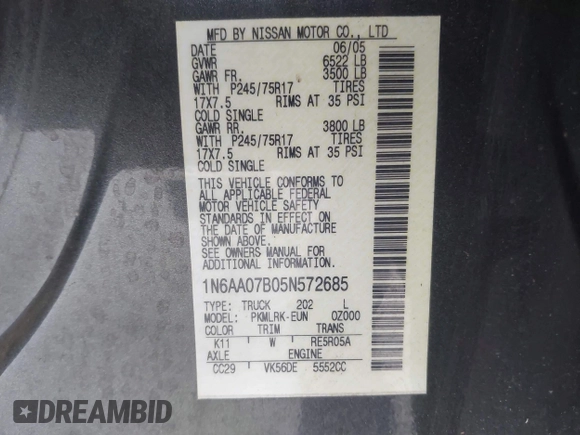 MFD BY NISSAN MOTOR CO., LTD
DATE 06/05
GVWR 6522 LB
GAWR FR. 3500 LB
WITH P245/75R17 TIRES
17X7.5 RIMS AT 35 PSI
COLD SINGLE
GAWR RR. 3800 LB
WITH P245/75R17 TIRES
17X7.5 RIMS AT 35 PSI
COLD SINGLE
THIS VEHICLE CONFORMS TO
ALL APPLICABLE FEDERAL
MOTOR VEHICLE SAFETY
STANDARDS IN EFFECT ON
THE DATE OF MANUFACTURE
SHOWN ABOVE.
SEE OWNERS MANUAL FOR
ADDITIONAL INFORMATION.
1N6AA07B05N572685
TYPE: TRUCK 202 L
MODEL: PKMLRK-EUN 0Z000
COLOR TRIM TRANS
K11 W RE5R05A
AXLE ENGINE
CC29 VK56DE 5552CC
DREAMBID